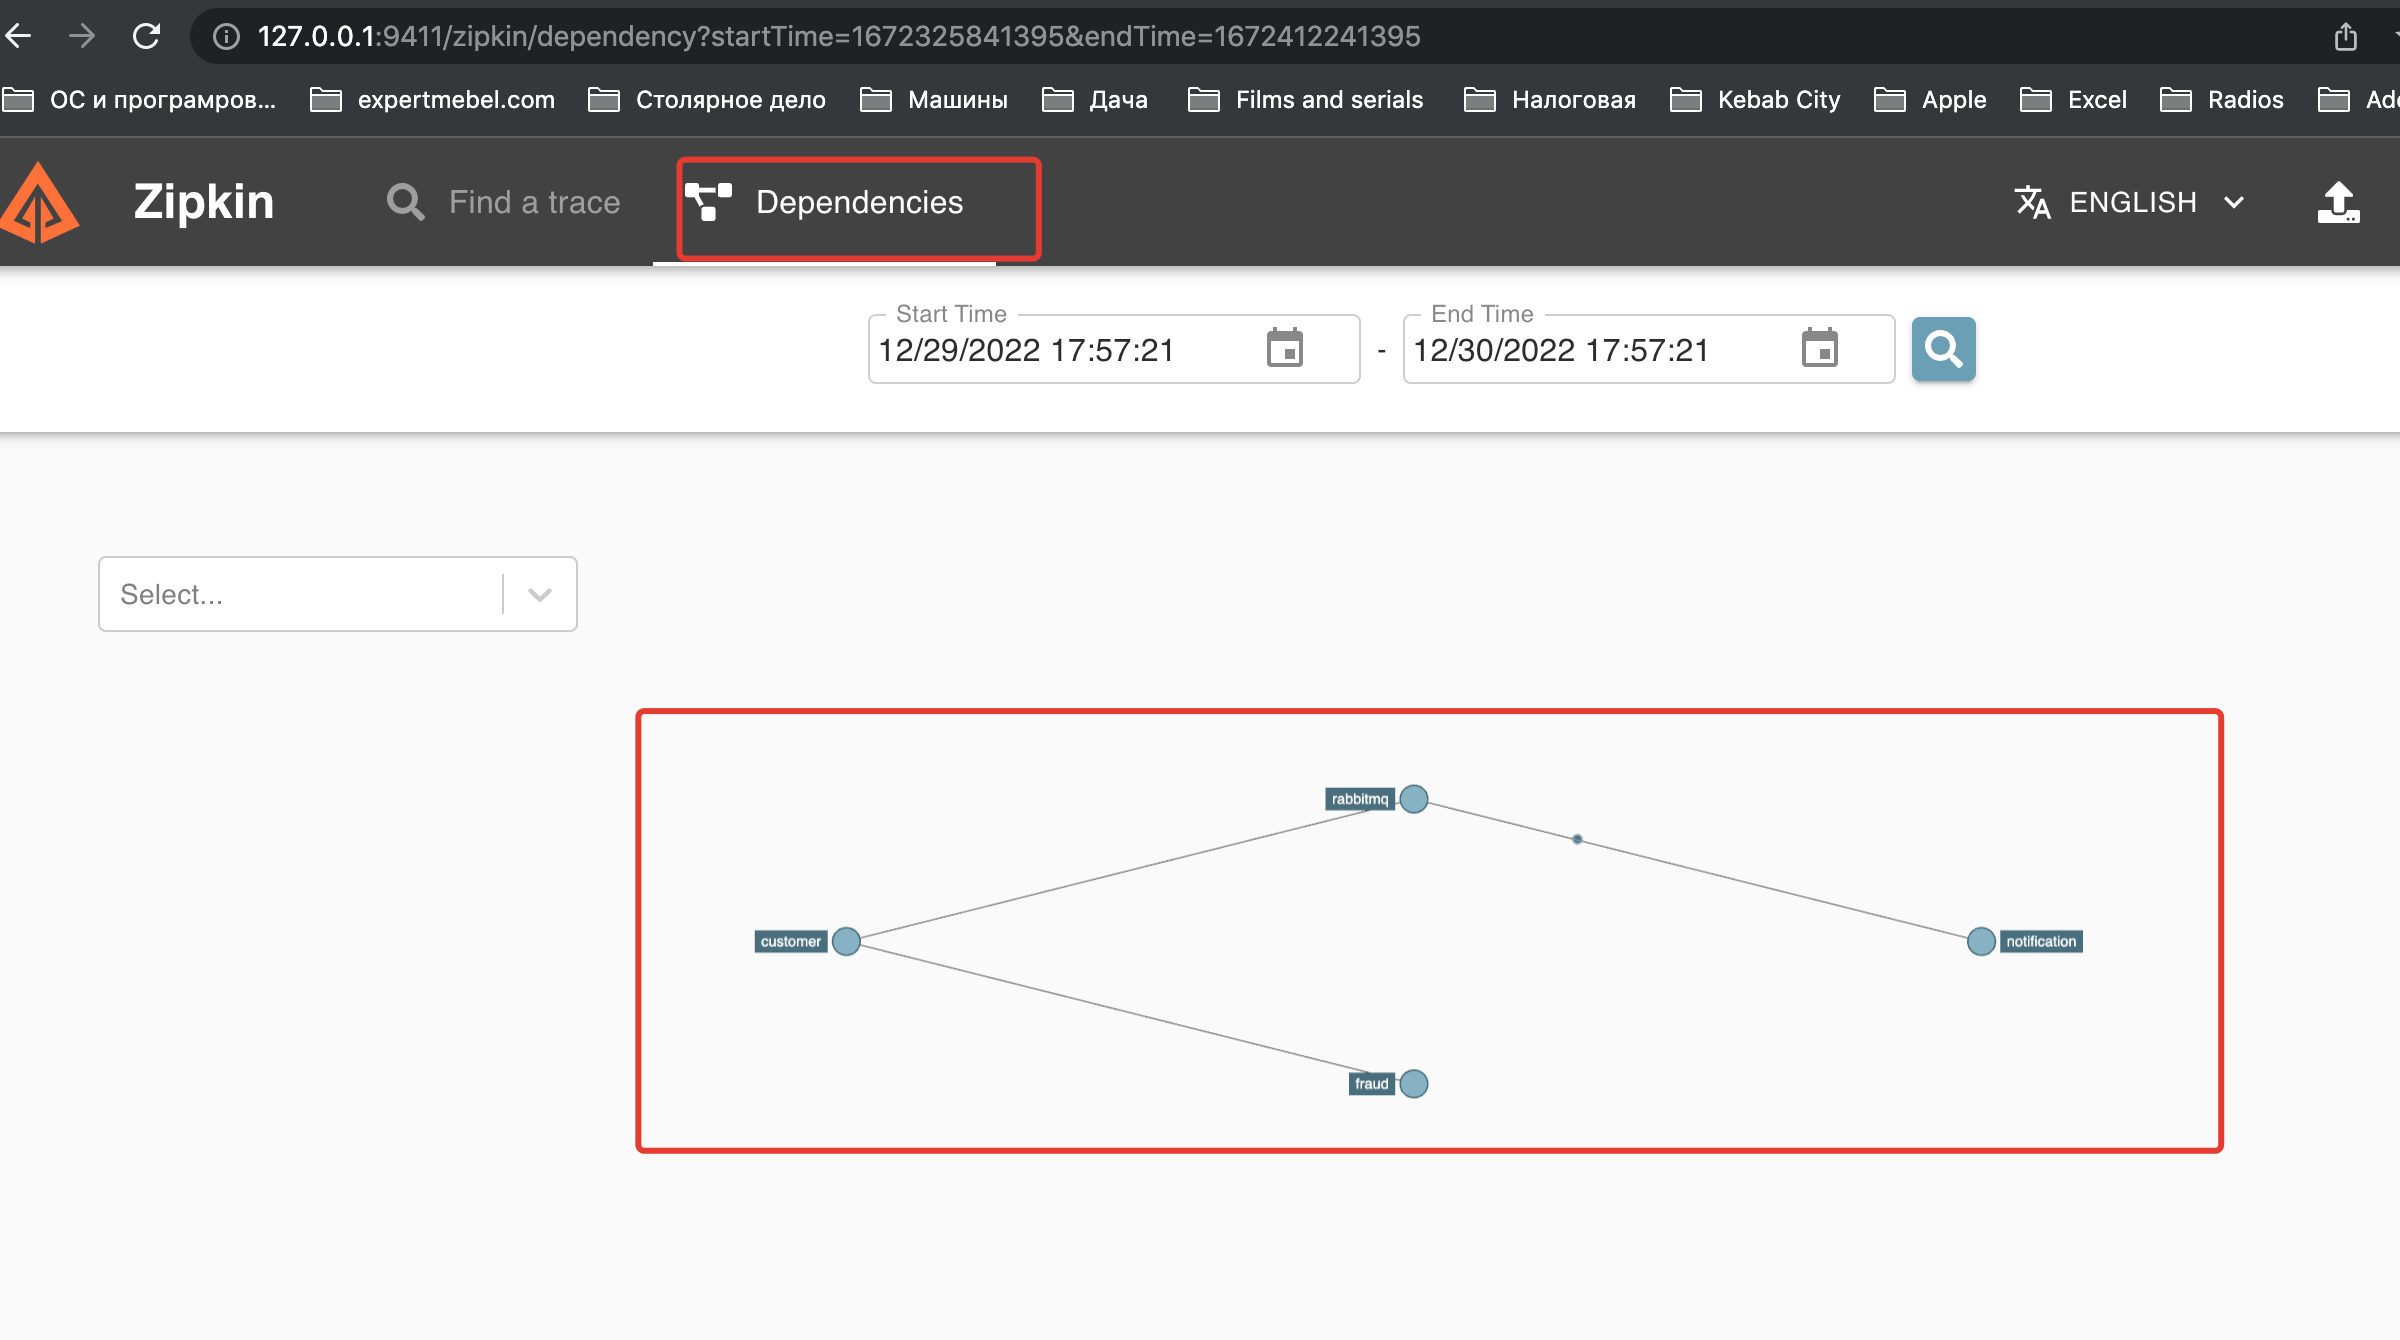 127.0.0.1:9411/zipkin/dependency?startTime=1672325841395&endTime=1672412241395
ОС и програмров... expertmebel.com Столярное дело Машины Дача Films and serials Налоговая Kebab City Apple Excel Radios
Zipkin Find a trace Dependencies ENGLISH
Start Time End Time
12/29/2022 17:57:21 - 12/30/2022 17:57:21
Select...
rabbitmq
customer notification
fraud